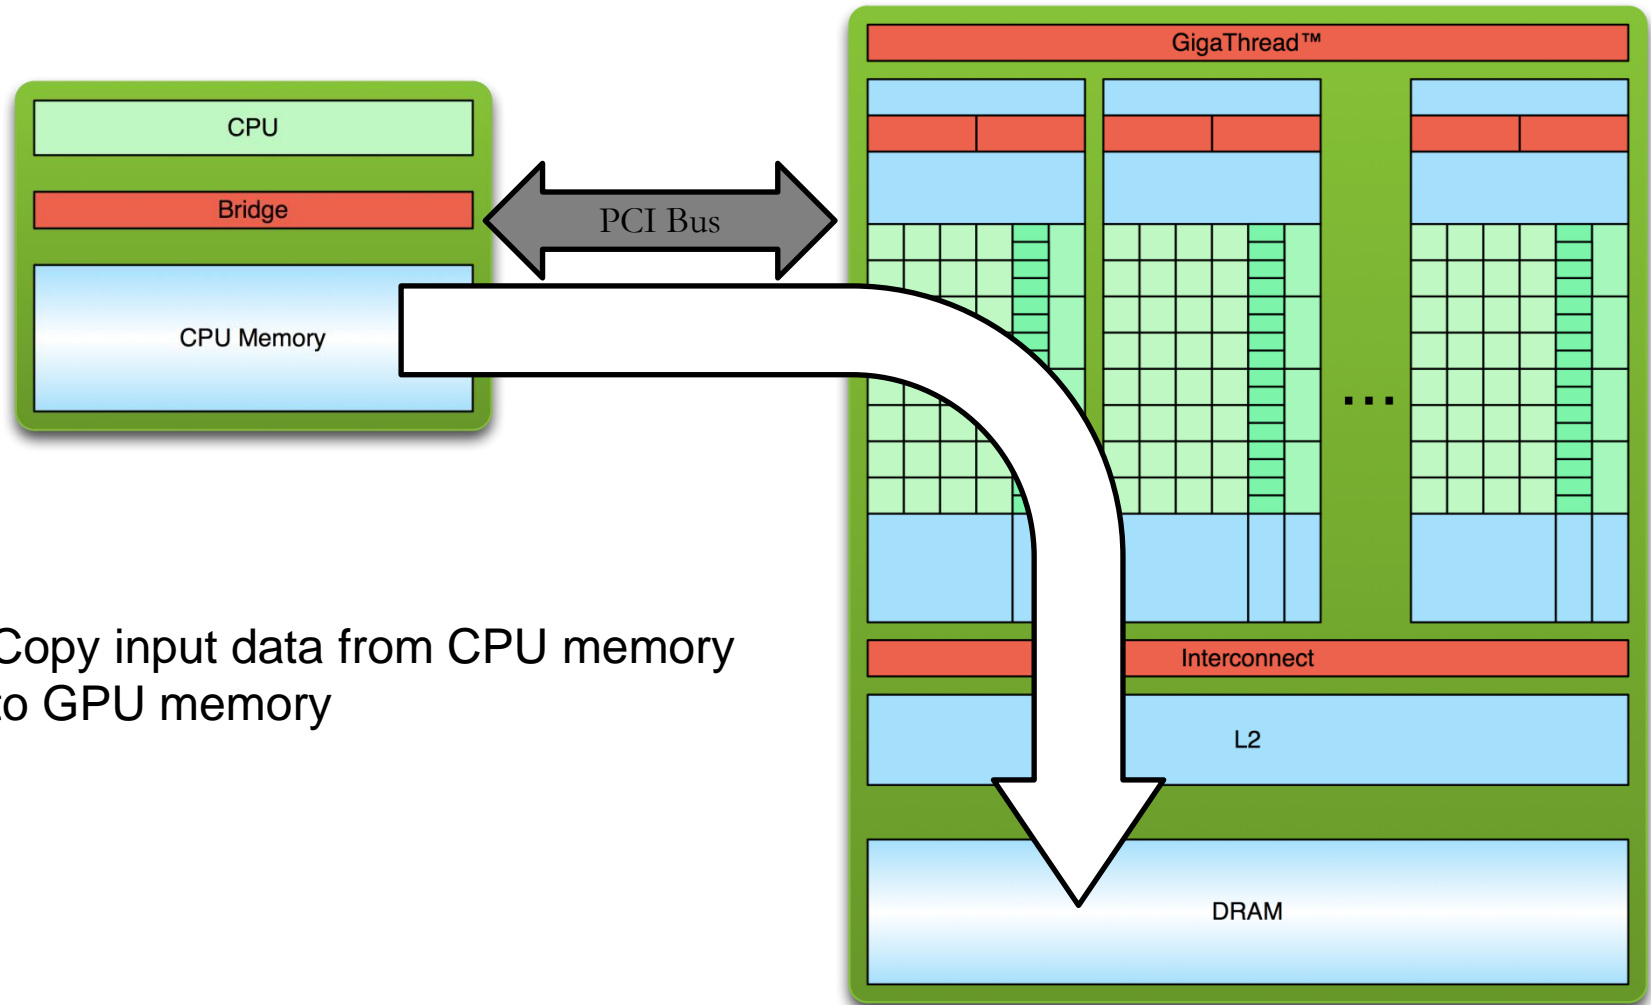 GigaThread™
CPU
Bridge
PCI Bus
CPU Memory
...
Copy input data from CPU memory
to GPU memory
Interconnect
L2
DRAM